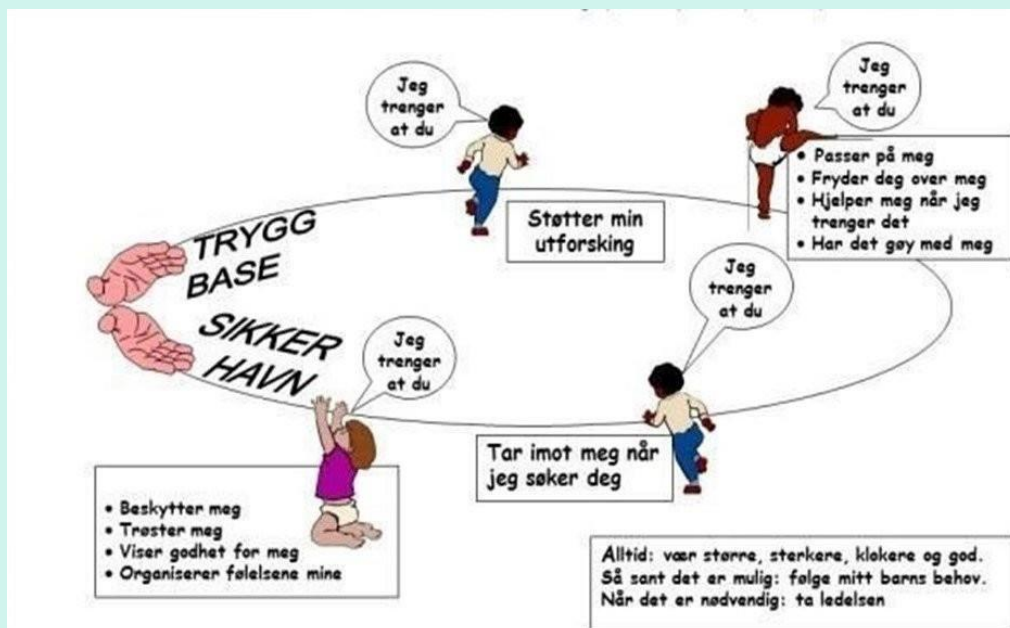 Jeg
trenger
at du
Jeg
trenger
at du
• Passer på meg
• Fryder deg over meg
• Hjelper meg når jeg
trenger det
• Har det gøy med meg
Støtter min
utforsking
TRYGG
BASE
Jeg
trenger
at du
SIKKER
HAVN
Jeg
trenger
at du
Tar imot meg når
jeg søker deg
• Beskytter meg
• Trøster meg
• Viser godhet for meg
• Organiserer følelsene mine
Alltid: vær større, sterkere, klokere og god.
Så sant det er mulig: følge mitt barns behov.
Når det er nødvendig: ta ledelsen